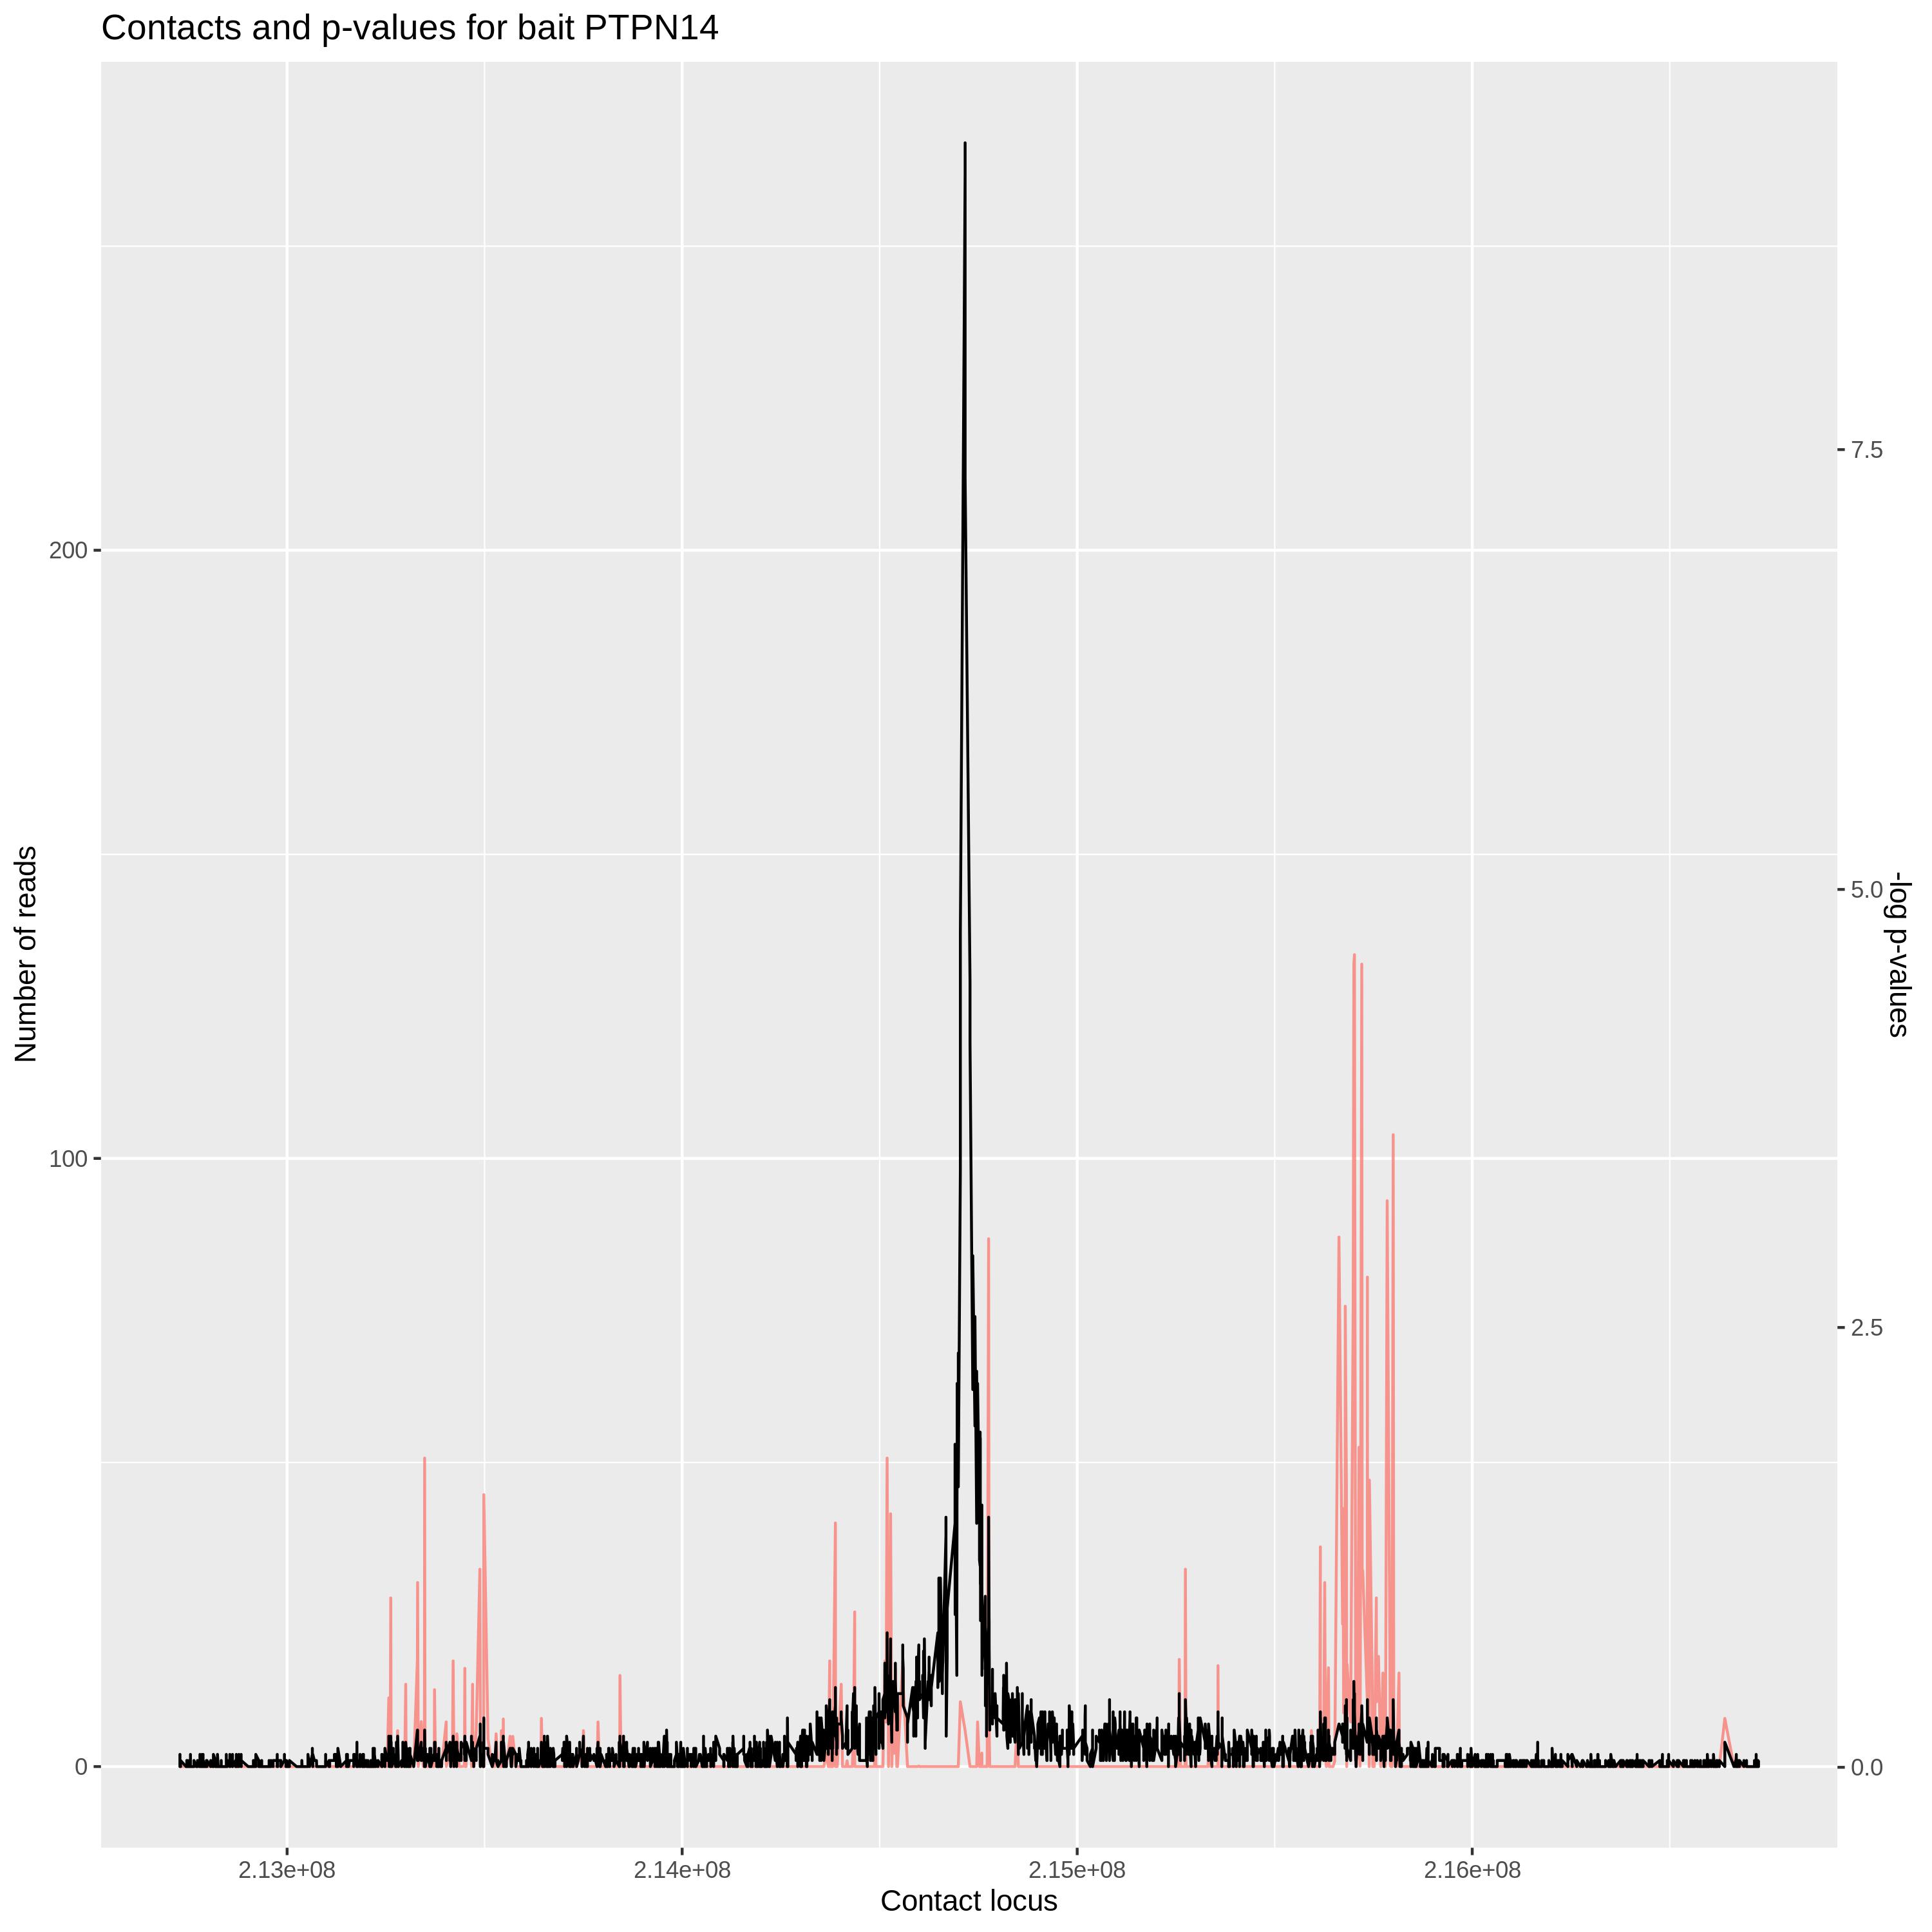 Contacts and p-values for bait PTPN14
Number of reads
200
100
0
7.5
5.0
2.5
0.0
-log p-values
2.13e+08
2.14e+08
2.15e+08
2.16e+08
Contact locus